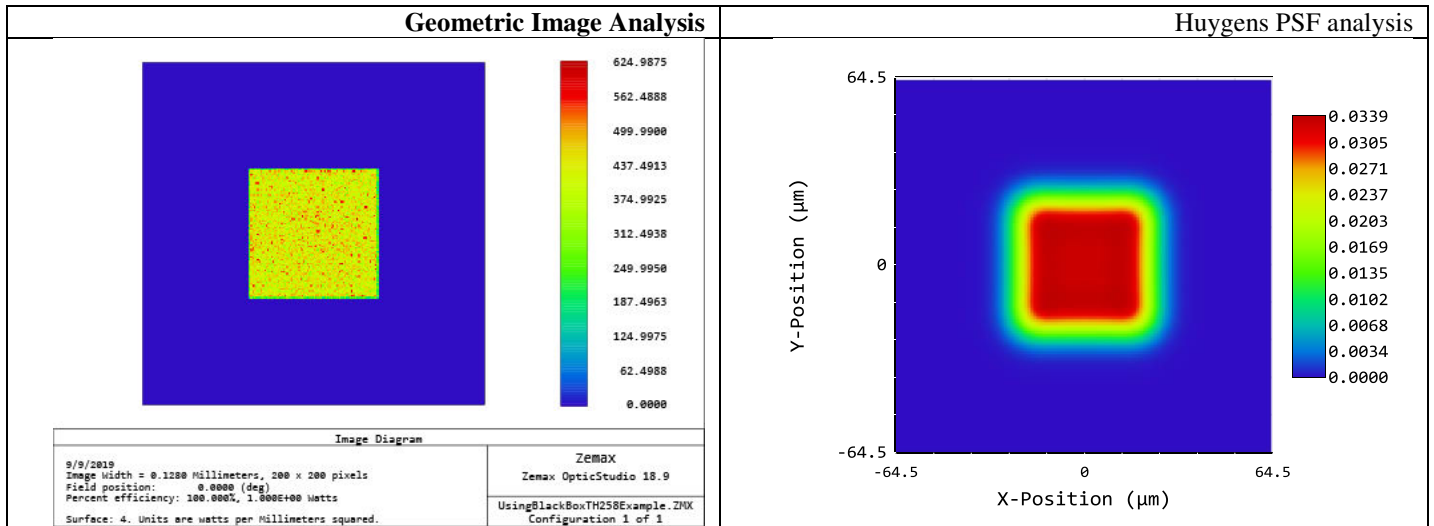 Geometric Image Analysis
Huygens PSF analysis
624.9875
562.4888
499.9900
437.4913
374.9925
312.4938
249.9950
187.4963
124.9975
62.4988
0.0000
Image Diagram
9/9/2019
Image Width = 0.1280 Millimeters, 200 x 200 pixels
Field position: 0.0000 (deg)
Percent efficiency: 100.000%, 1.000E+00 Watts
Surface: 4. Units are watts per Millimeters squared.
Zemax
Zemax OpticStudio 18.9
UsingBlackBoxTH258Example.ZMX
Configuration 1 of 1
64.5
0
-64.5
Y-Position (µm)
-64.5 0 64.5
X-Position (µm)
0.0339
0.0305
0.0271
0.0237
0.0203
0.0169
0.0135
0.0102
0.0068
0.0034
0.0000